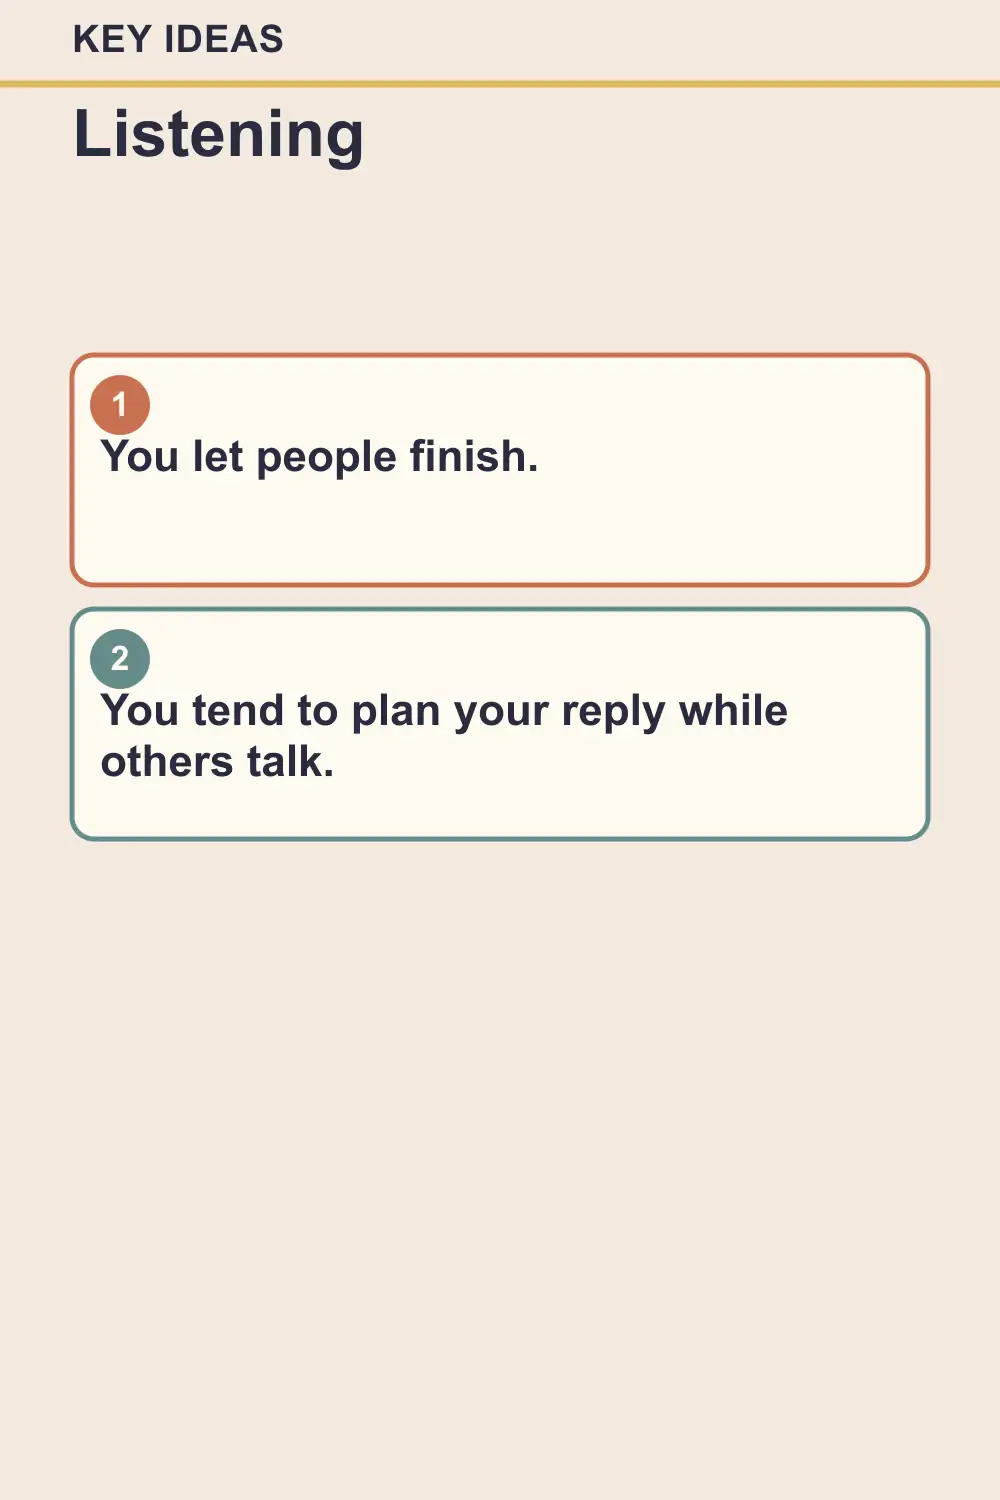 KEY IDEAS
Listening
1
You let people finish.
2
You tend to plan your reply while
others talk.